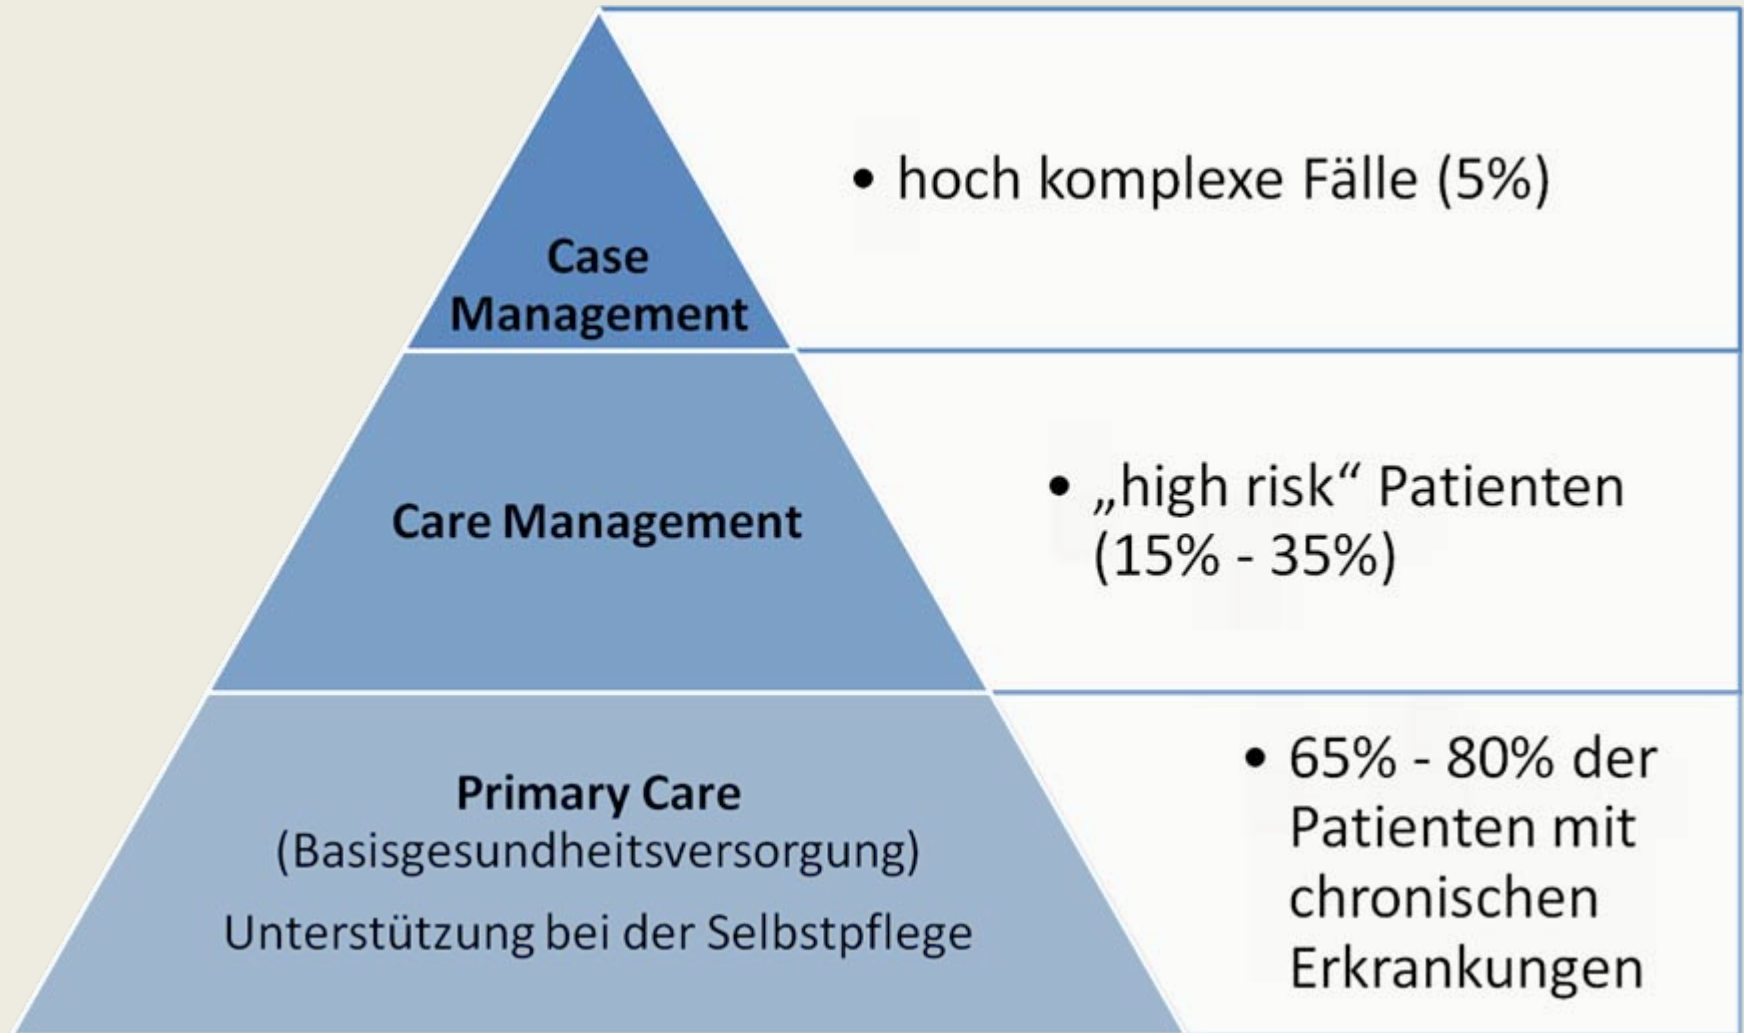 Case
Management
• hoch komplexe Fälle (5%)
Care Management
• „high risk“ Patienten
(15% - 35%)
Primary Care
(Basisgesundheitsversorgung)
Unterstützung bei der Selbstpflege
• 65% - 80% der
Patienten mit
chronischen
Erkrankungen